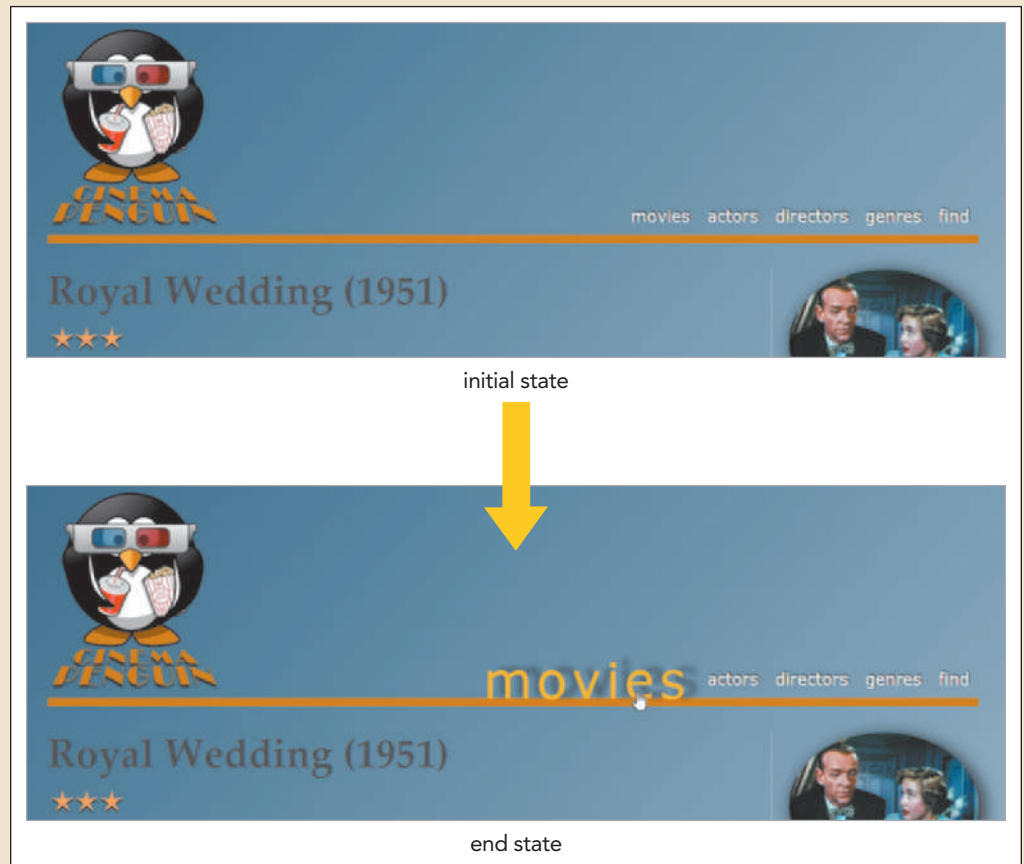 CINEMA
PENGUIN
movies actors directors genres find
Royal Wedding (1951)
initial state
CINEMA
PENGUIN
movies actors directors genres find
Royal Wedding (1951)
end state